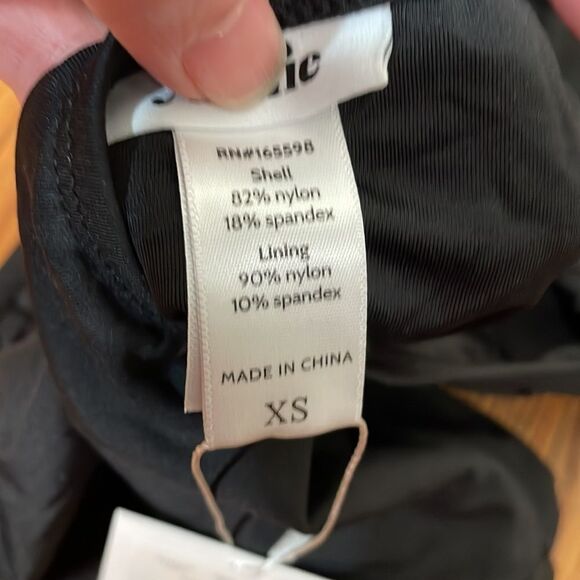 RN#165598
Shell
82% nylon
18% spandex
Lining
90% nylon
10% spandex
MADE IN CHINA
XS